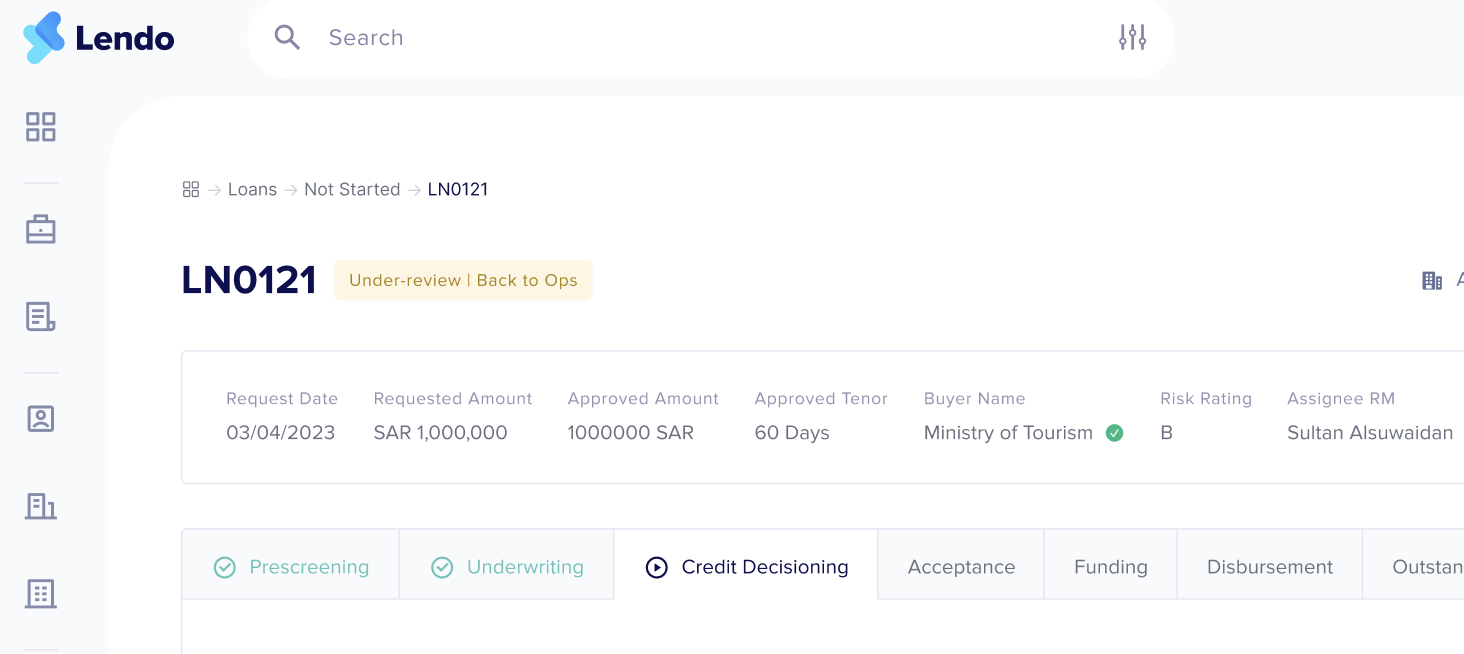 Lendo
Search
Loans → Not Started → LN0121
LN0121 Under-review | Back to Ops
Request Date Requested Amount Approved Amount Approved Tenor Buyer Name Risk Rating Assignee RM
03/04/2023 SAR 1,000,000 1000000 SAR 60 Days Ministry of Tourism B Sultan Alsuwaidan
Prescreening Underwriting Credit Decisioning Acceptance Funding Disbursement